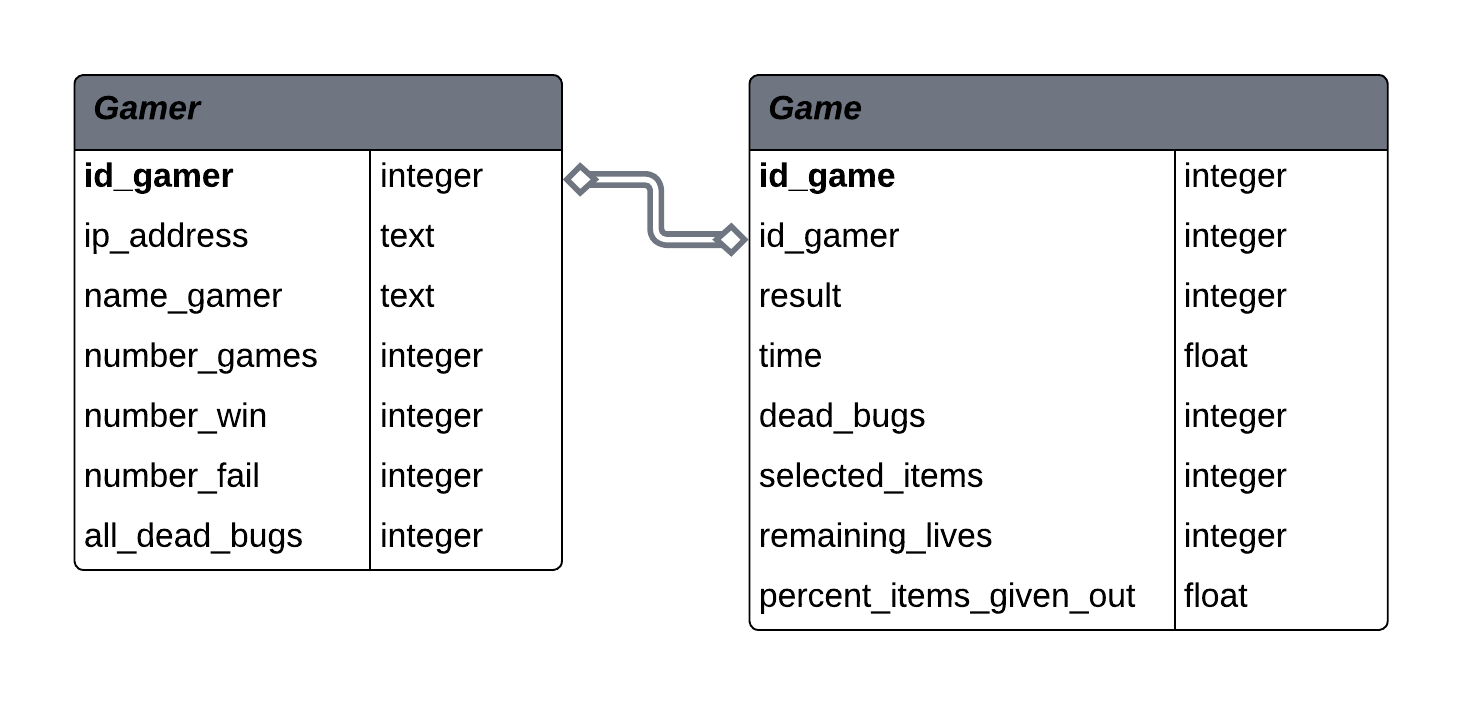 Gamer
id_gamer integer
ip_address text
name_gamer text
number_games integer
number_win integer
number_fail integer
all_dead_bugs integer
Game
id_game integer
id_gamer integer
result integer
time float
dead_bugs integer
selected_items integer
remaining_lives integer
percent_items_given_out float